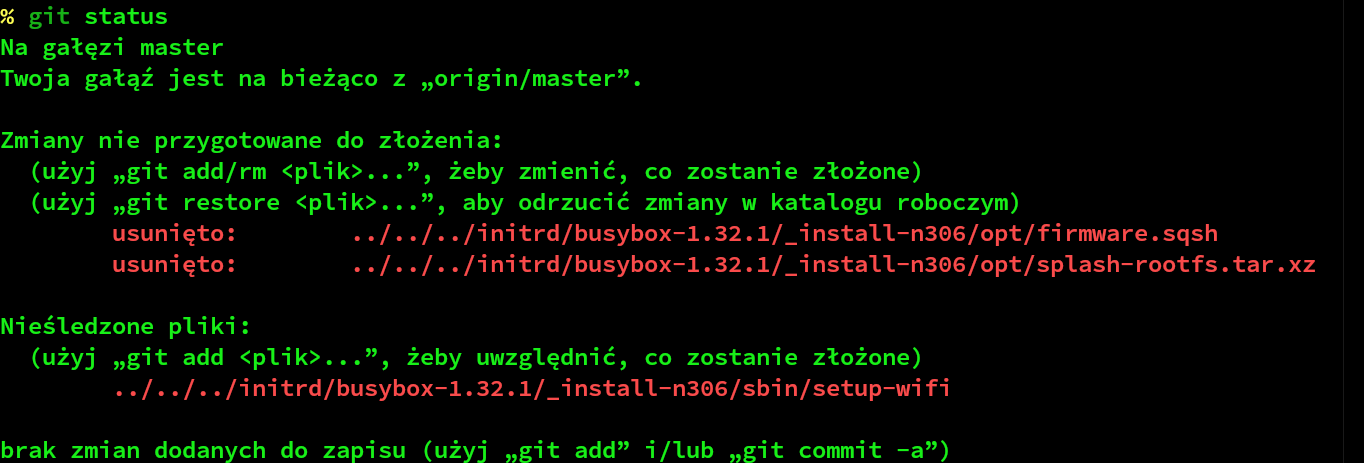 % git status
Na gałęzi master
Twoja gałąź jest na bieżąco z „origin/master”.
Zmiany nie przygotowane do złożenia:
(użyj „git add/rm <plik>...”, żeby zmienić, co zostanie złożone)
(użyj „git restore <plik>...”, aby odrzucić zmiany w katalogu roboczym)
usunięto: ../../../initrd/busybox-1.32.1/_install-n306/opt/firmware.sqsh
usunięto: ../../../initrd/busybox-1.32.1/_install-n306/opt/splash-rootfs.tar.xz
Nieśledzone pliki:
(użyj „git add <plik>...”, żeby uwzględnić, co zostanie złożone)
../../../initrd/busybox-1.32.1/_install-n306/sbin/setup-wifi
brak zmian dodanych do zapisu (użyj „git add” i/lub „git commit -a”)